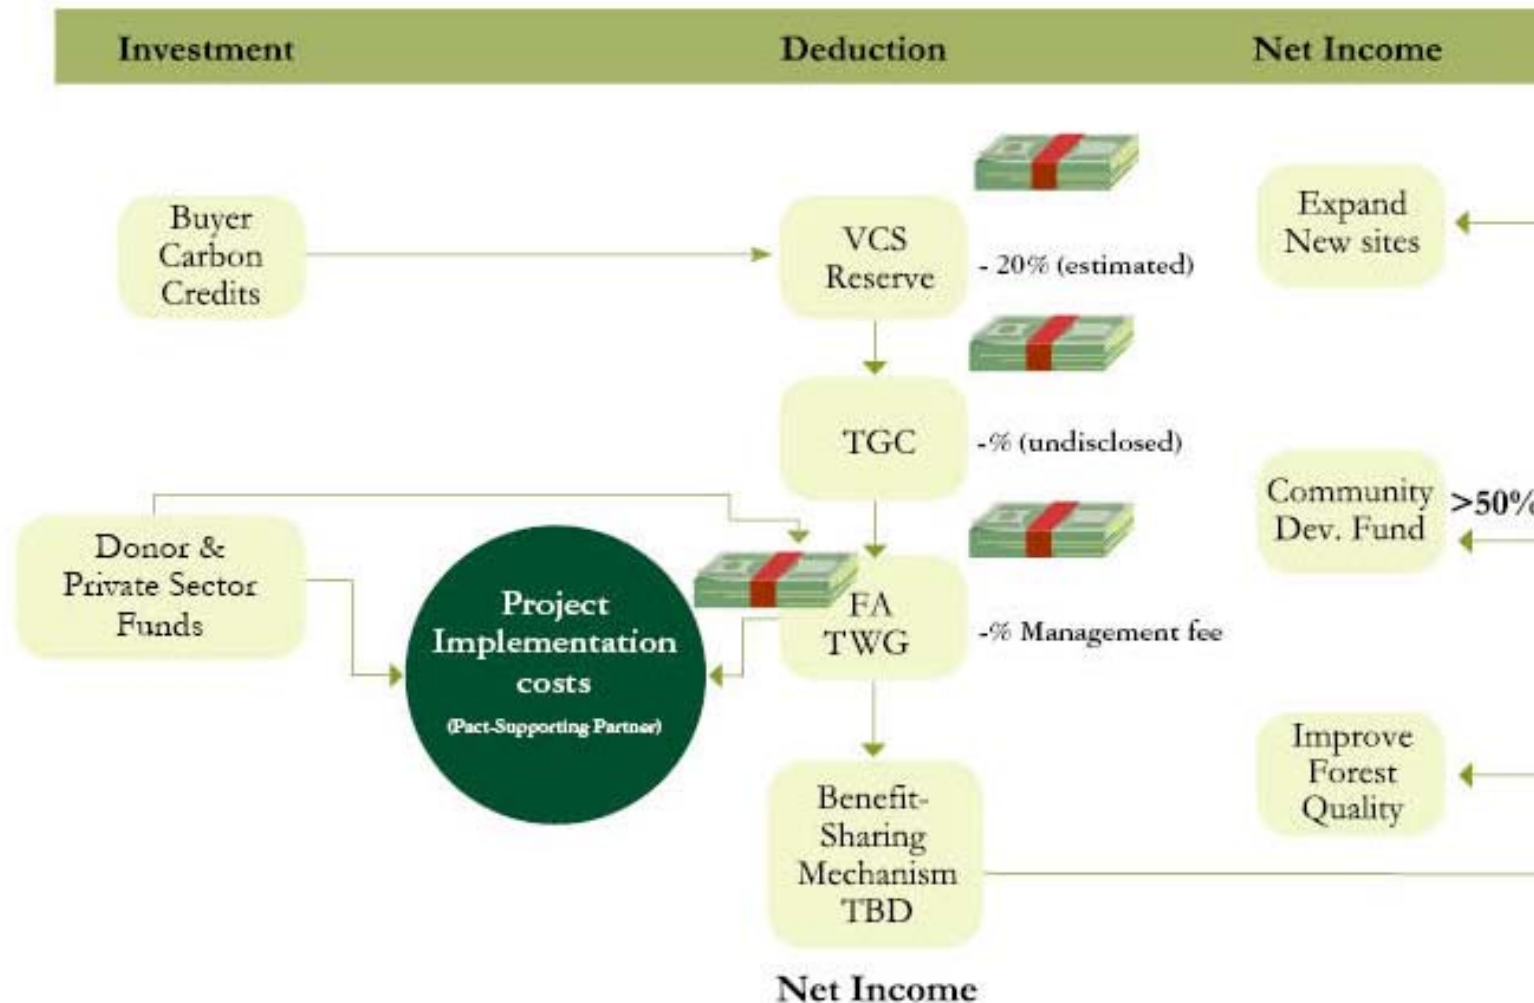 Investment
Deduction
Net Income
Buyer
Carbon
Credits
VCS
Reserve
- 20% (estimated)
Expand
New sites
TGC
-% (undisclosed)
Community
Dev. Fund
>50%
Donor &
Private Sector
Funds
Project
Implementation
costs
(Pact-Supporting Partner)
FA
TWG
-% Management fee
Improve
Forest
Quality
Benefit-
Sharing
Mechanism
TBD
Net Income